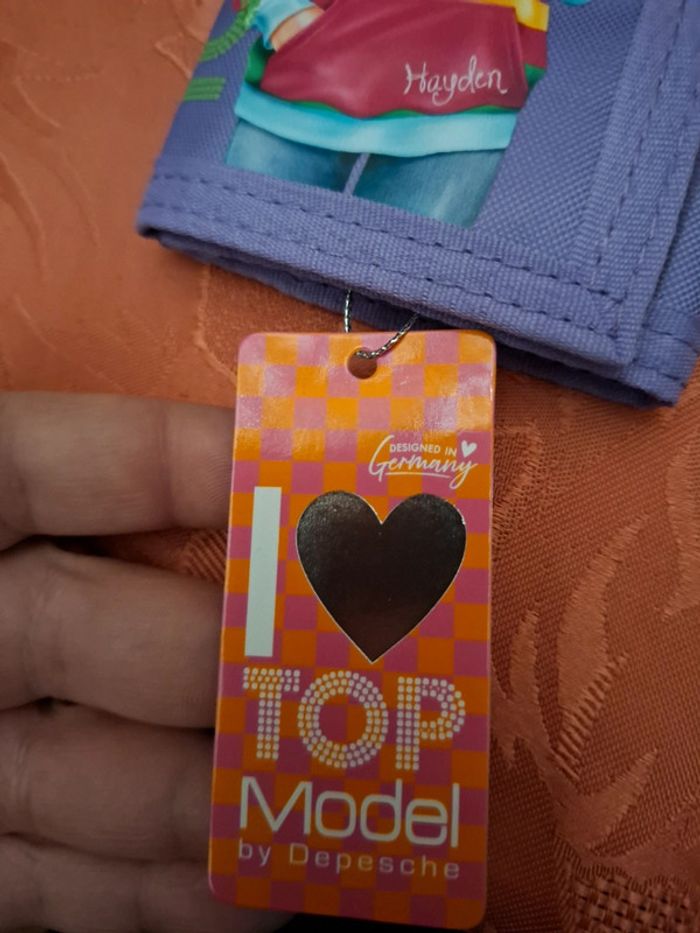 Hayden
DESIGNED IN
Germany
I
TOP
Model
by Depesche